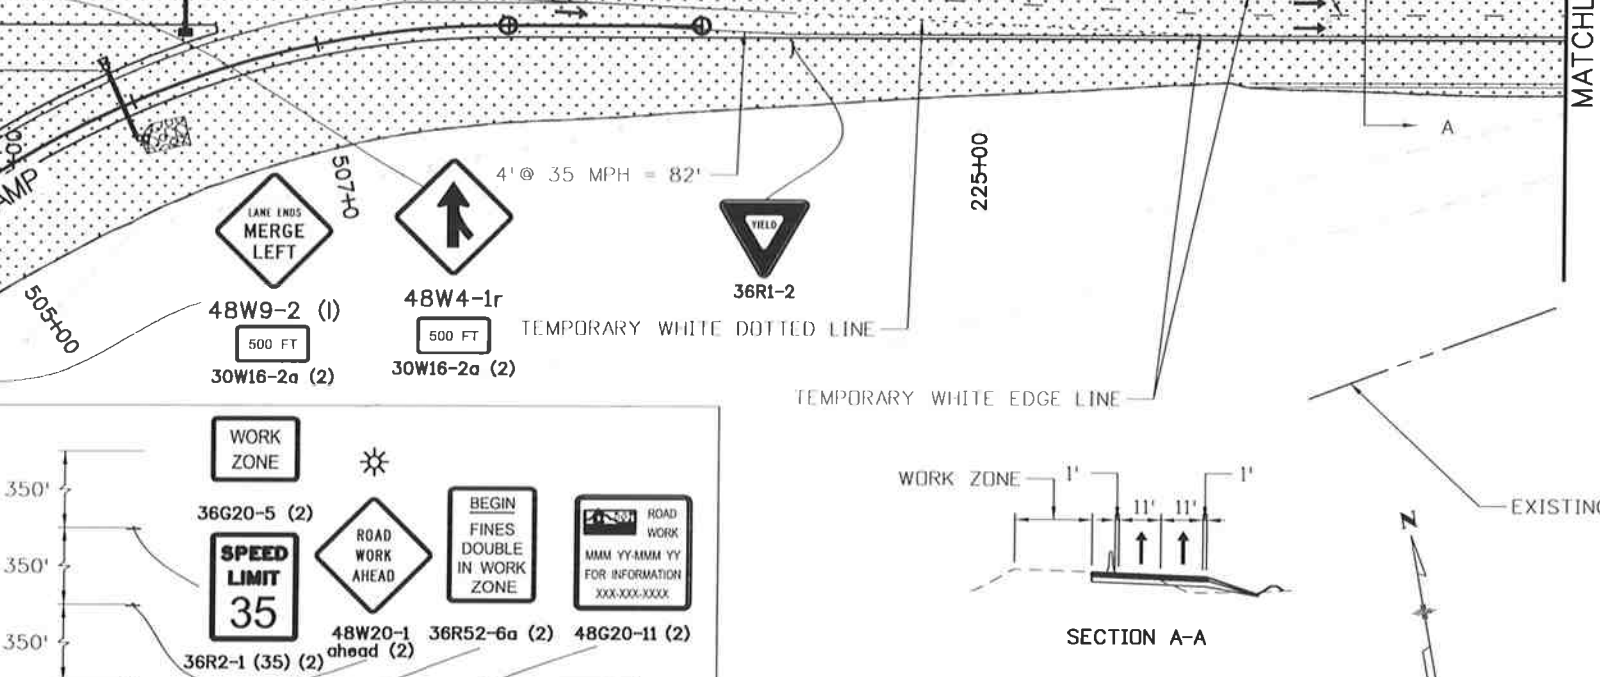 MATCHL
A
00
AMP
507+0
505+00
225+00
4'@ 35 MPH = 82'
LANE ENDS
MERGE
LEFT
48W9-2 (l)
500 FT
30W16-2a (2)
48W4-1r
500 FT
30W16-2a (2)
YIELD
36R1-2
TEMPORARY WHITE DOTTED LINE
TEMPORARY WHITE EDGE LINE
350'
350'
350'
WORK
ZONE
36G20-5 (2)
SPEED
LIMIT
35
36R2-1 (35) (2)
ROAD
WORK
AHEAD
48W20-1
ahead (2)
BEGIN
FINES
DOUBLE
IN WORK
ZONE
36R52-6a (2)
ROAD
WORK
MMM YY-MMM YY
FOR INFORMATION
XXX-XXX-XXXX
48G20-11 (2)
WORK ZONE
1'
1'
11'
11'
SECTION A-A
EXISTING
N